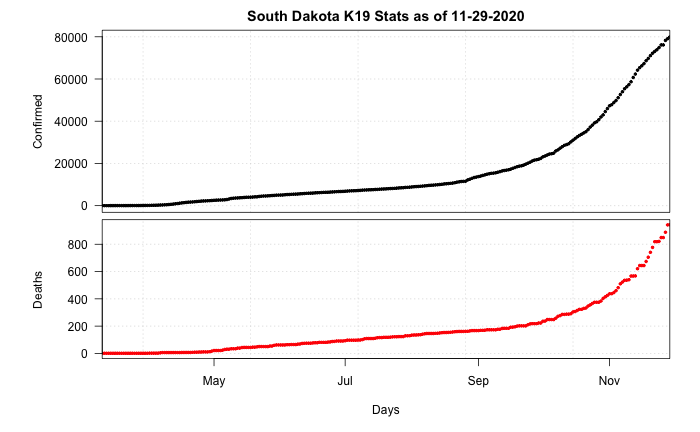 South Dakota K19 Stats as of 11-29-2020
80000
60000
40000
20000
0
Confirmed
800
600
400
200
0
Deaths
May Jul Sep Nov
Days